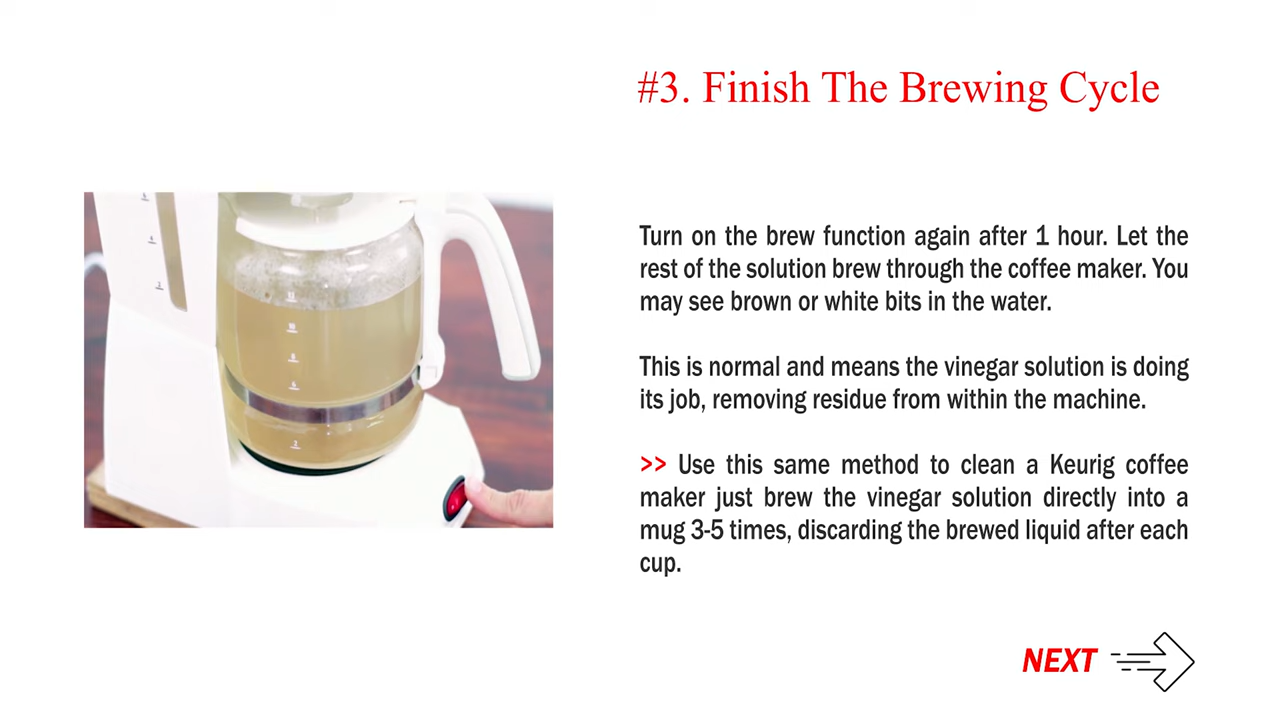 #3. Finish The Brewing Cycle
Turn on the brew function again after 1 hour. Let the
rest of the solution brew through the coffee maker. You
may see brown or white bits in the water.
This is normal and means the vinegar solution is doing
its job, removing residue from within the machine.
>> Use this same method to clean a Keurig coffee
maker just brew the vinegar solution directly into a
mug 3-5 times, discarding the brewed liquid after each
cup.
NEXT
10
8
6
2